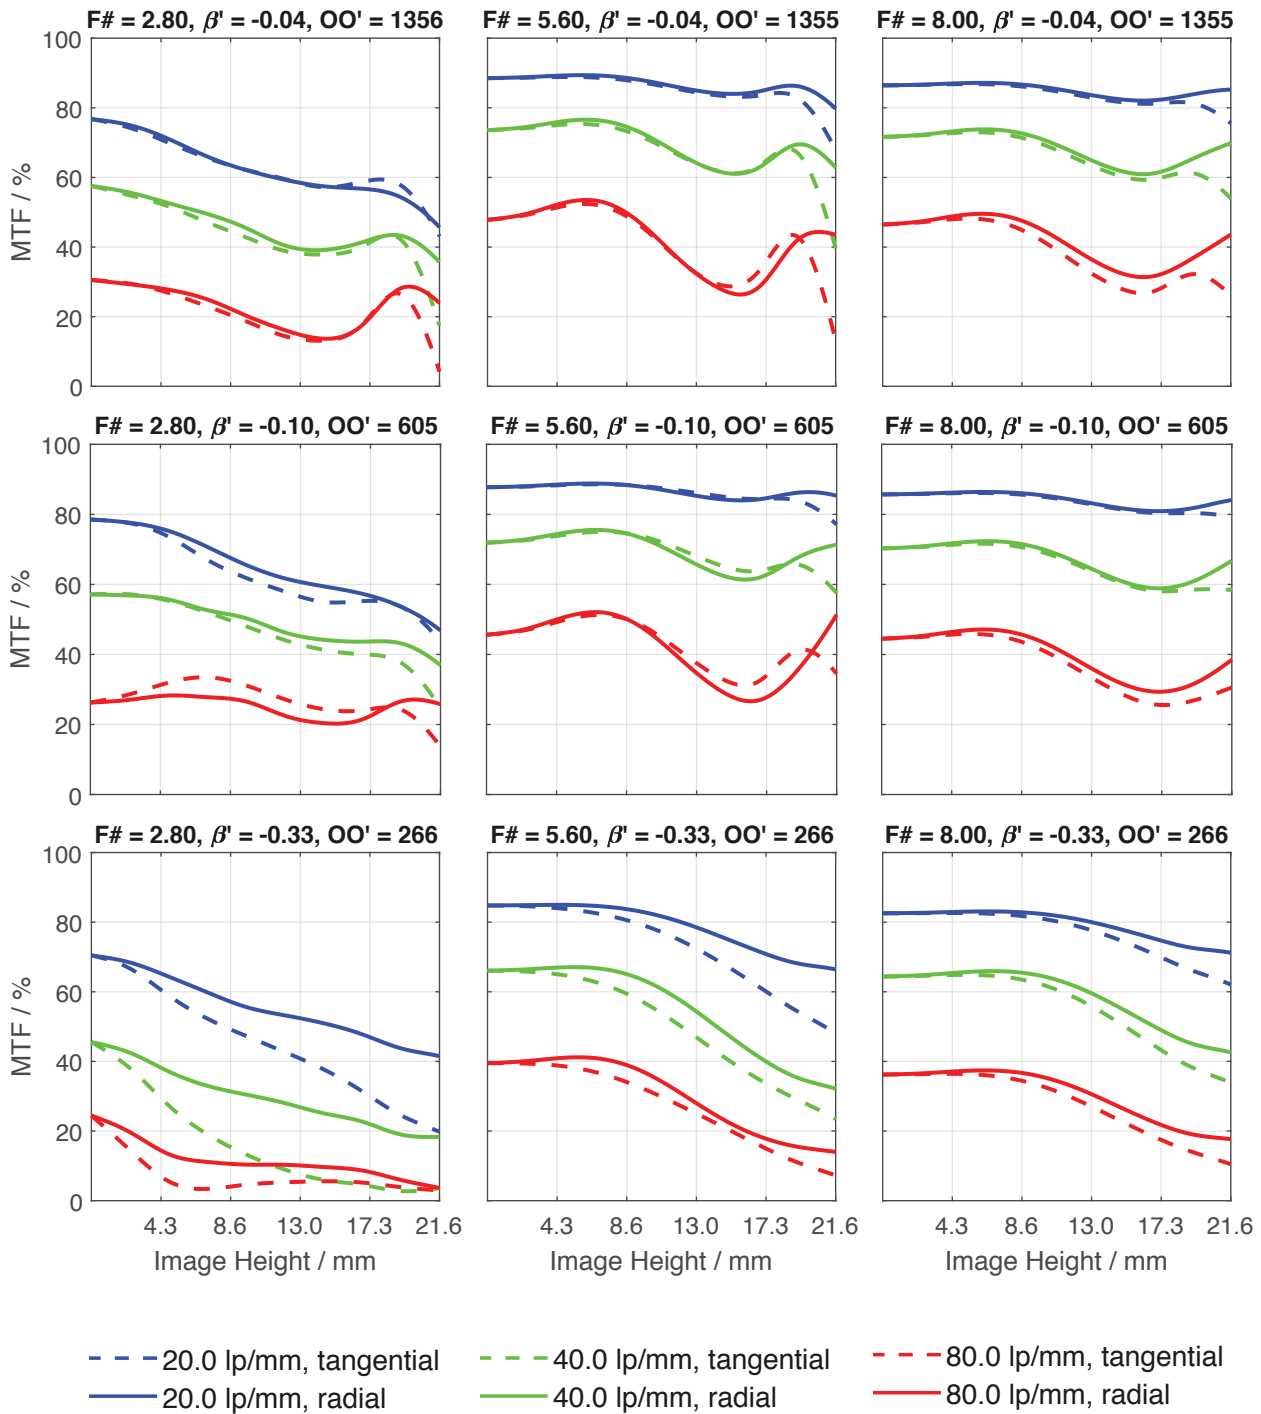 F# = 2.80, β' = -0.04, OO' = 1356
F# = 5.60, β' = -0.04, OO' = 1355
F# = 8.00, β' = -0.04, OO' = 1355
100
80
60
40
20
0
MTF / %
F# = 2.80, β' = -0.10, OO' = 605
F# = 5.60, β' = -0.10, OO' = 605
F# = 8.00, β' = -0.10, OO' = 605
100
80
60
40
20
0
MTF / %
F# = 2.80, β' = -0.33, OO' = 266
F# = 5.60, β' = -0.33, OO' = 266
F# = 8.00, β' = -0.33, OO' = 266
100
80
60
40
20
0
MTF / %
4.3 8.6 13.0 17.3 21.6
4.3 8.6 13.0 17.3 21.6
4.3 8.6 13.0 17.3 21.6
Image Height / mm
Image Height / mm
Image Height / mm
20.0 lp/mm, tangential
40.0 lp/mm, tangential
80.0 lp/mm, tangential
20.0 lp/mm, radial
40.0 lp/mm, radial
80.0 lp/mm, radial